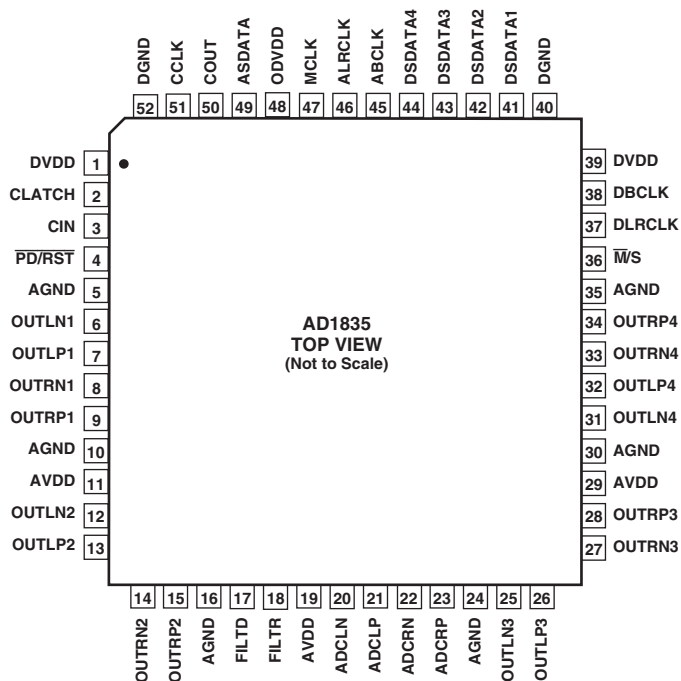 DGND CCLK COUT ASDATA ODVDD MCLK ALRCLK ABCLK DSDATA4 DSDATA3 DSDATA2 DSDATA1 DGND
52 51 50 49 48 47 46 45 44 43 42 41 40
DVDD 1
CLATCH 2
CIN 3
PD/RST 4
AGND 5
OUTLN1 6
OUTLP1 7
OUTRN1 8
OUTRP1 9
AGND 10
AVDD 11
OUTLN2 12
OUTLP2 13
AD1835
TOP VIEW
(Not to Scale)
39 DVDD
38 DBCLK
37 DLRCLK
36 M/S
35 AGND
34 OUTRP4
33 OUTRN4
32 OUTLP4
31 OUTLN4
30 AGND
29 AVDD
28 OUTRP3
27 OUTRN3
14 15 16 17 18 19 20 21 22 23 24 25 26
OUTRN2 OUTRP2 AGND FILTD FILTR AVDD ADCLN ADCLP ADCRN ADCRP AGND OUTLN3 OUTLP3